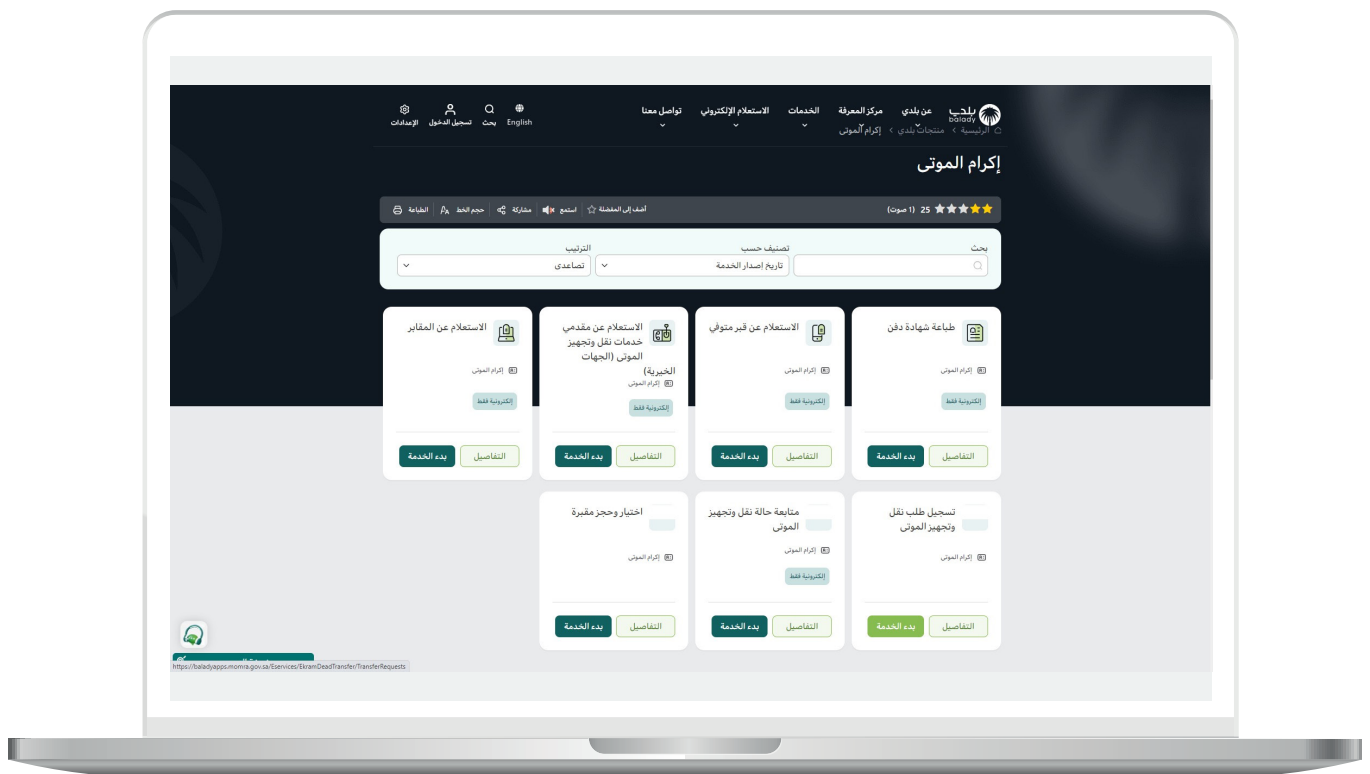 بلدي
balady
عن بلدي
مركز المعرفة
الخدمات
الاستعلام الإلكتروني
تواصل معنا
English
بحث
تسجيل الدخول
الإعدادات
الرئيسية > منتجات بلدي > إكرام الموتى
إكرام الموتى
25 (1 صوت)
أضف إلى المفضلة
استمع
مشاركة
حجم الخط
الطباعة
بحث
تصنيف حسب
الترتيب
تاريخ إصدار الخدمة
تصاعدى
طباعة شهادة دفن
إكرام الموتى
إلكترونية فقط
التفاصيل
بدء الخدمة
الاستعلام عن قبر متوفي
إكرام الموتى
إلكترونية فقط
التفاصيل
بدء الخدمة
الاستعلام عن مقدمي
خدمات نقل وتجهيز
الموتى (الجهات
الخيرية)
إكرام الموتى
إلكترونية فقط
التفاصيل
بدء الخدمة
الاستعلام عن المقابر
إكرام الموتى
إلكترونية فقط
التفاصيل
بدء الخدمة
تسجيل طلب نقل
وتجهيز الموتى
إكرام الموتى
التفاصيل
بدء الخدمة
متابعة حالة نقل وتجهيز
الموتى
إكرام الموتى
إلكترونية فقط
التفاصيل
بدء الخدمة
اختيار وحجز مقبرة
إكرام الموتى
التفاصيل
بدء الخدمة
https://baladyapps.momra.gov.sa/Eservices/EkramDeadTransfer/TransferRequests